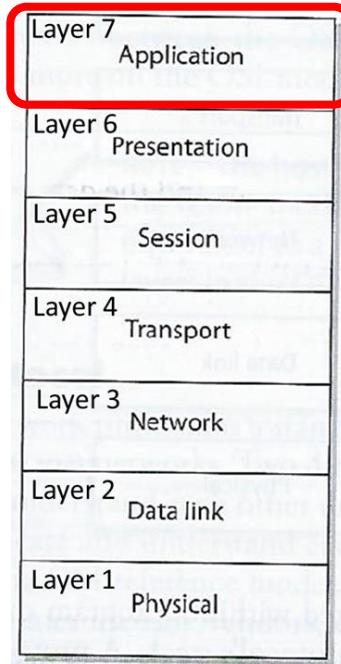 Layer 7
Application
Layer 6
Presentation
Layer 5
Session
Layer 4
Transport
Layer 3
Network
Layer 2
Data link
Layer 1
Physical